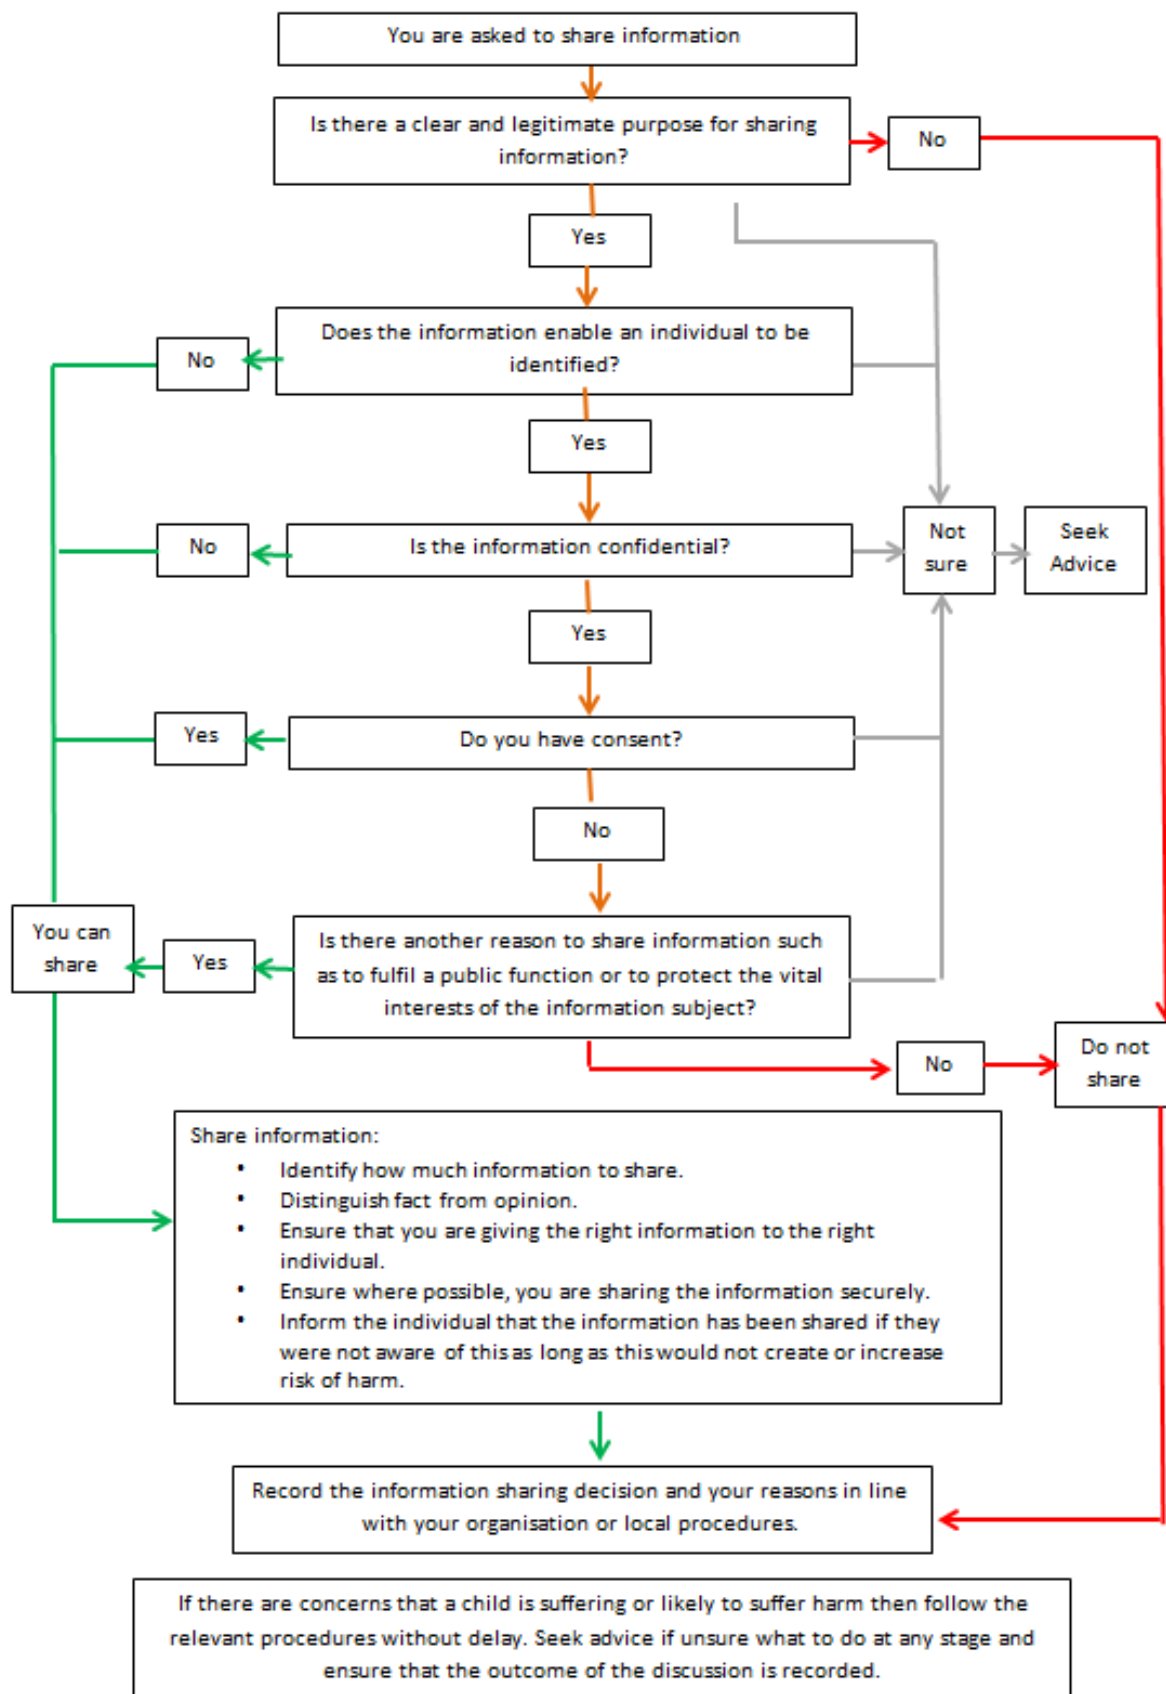 You are asked to share information
Is there a clear and legitimate purpose for sharing
information?
No
Yes
Does the information enable an individual to be
identified?
No
Yes
Is the information confidential?
No
Not
sure
Seek
Advice
Yes
Do you have consent?
Yes
No
Is there another reason to share information such
as to fulfil a public function or to protect the vital
interests of the information subject?
Yes
You can
share
No
Do not
share
Share information:
• Identify how much information to share.
• Distinguish fact from opinion.
• Ensure that you are giving the right information to the right
individual.
• Ensure where possible, you are sharing the information securely.
• Inform the individual that the information has been shared if they
were not aware of this as long as this would not create or increase
risk of harm.
Record the information sharing decision and your reasons in line
with your organisation or local procedures.
If there are concerns that a child is suffering or likely to suffer harm then follow the
relevant procedures without delay. Seek advice if unsure what to do at any stage and
ensure that the outcome of the discussion is recorded.